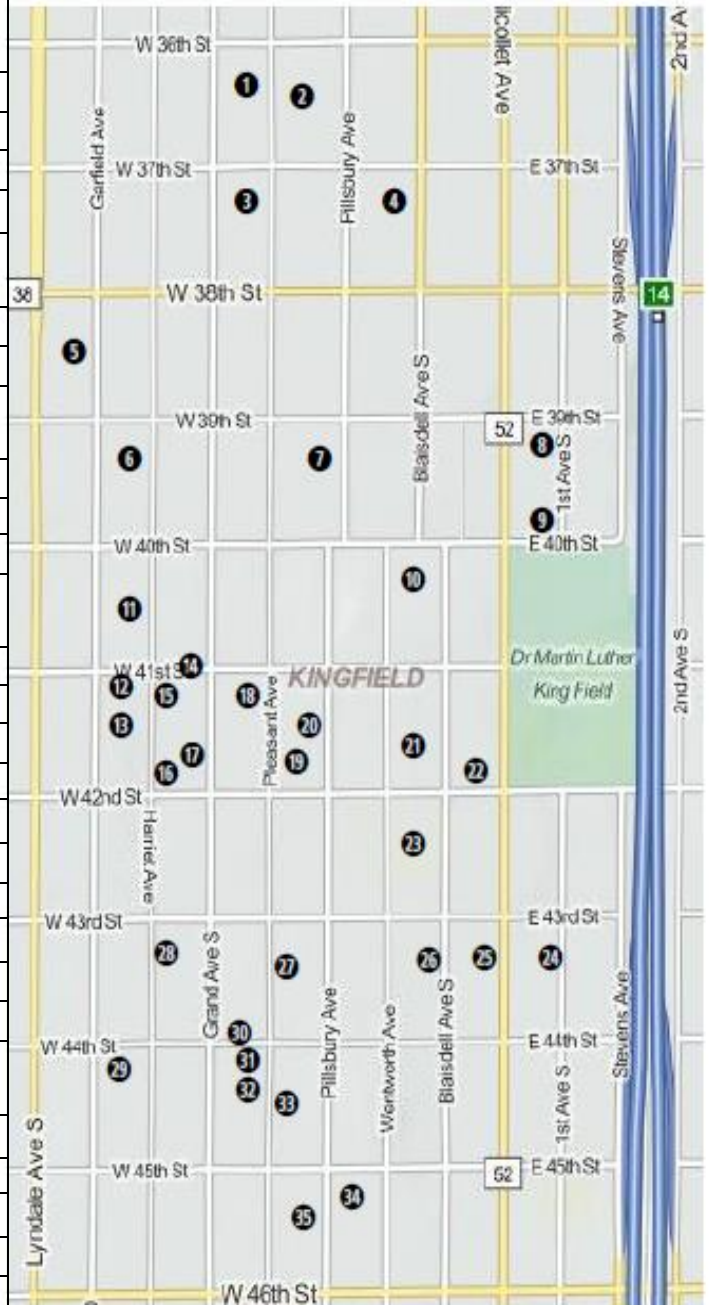 W 36th St
icollet Ave
2nd Av
1
2
Garfield Ave
Pillsbury Ave
W 37th St
E 37th St
3
4
Stevens Ave
38
W 38th St
14
5
Blaisdell Ave S
W 39th St
52
E 39th St
8
1st Ave S
6
7
9
W 40th St
E 40th St
10
11
Dr Martin Luther
King Field
2nd Ave S
W 41st S
14
KINGFIELD
12
15
18
Pleasant Ave
13
20
21
17
19
16
22
W 42nd St
Harriet Ave
23
W 43rd St
E 43rd St
28
Grand Ave S
27
26
25
24
Pillsbury Ave
Wentworth Ave
Blaisdell Ave S
Stevens Ave
30
W 44th St
E 44th St
29
31
32
33
1st Ave S
Lyndale Ave S
W 45th St
52
E 45th St
34
35
W 46th St